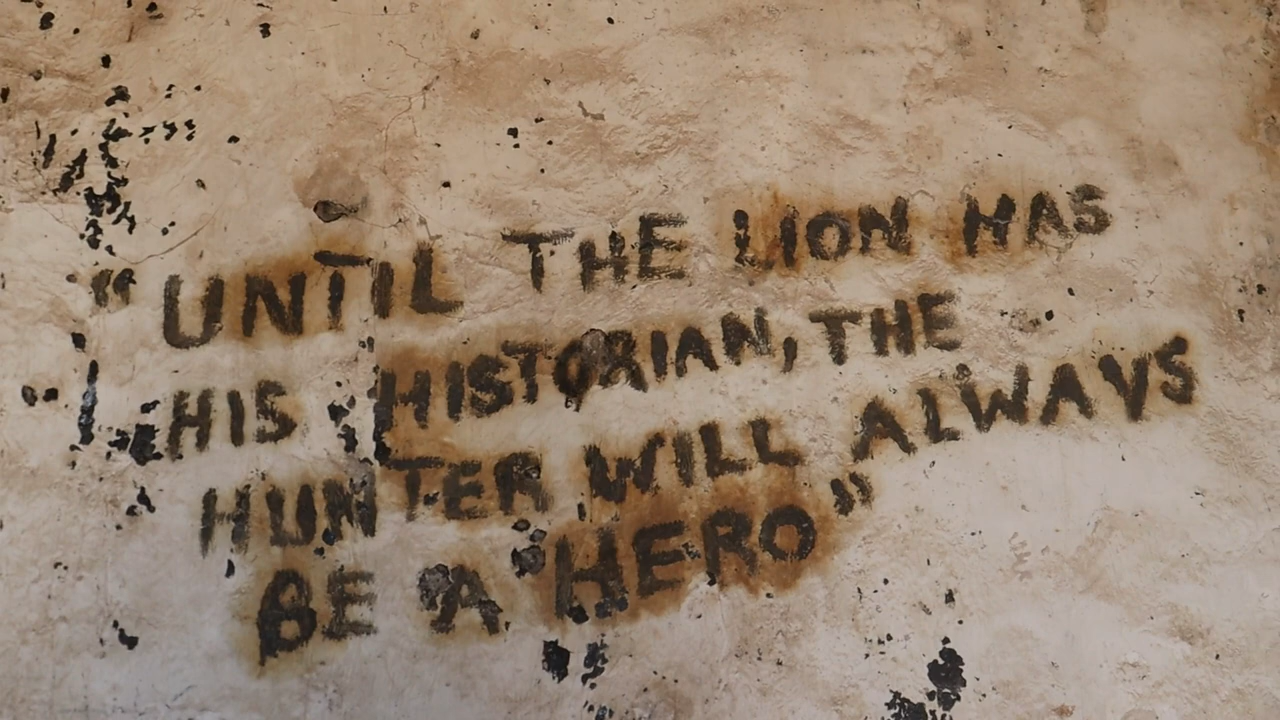 "UNTIL THE LION HAS
HIS HISTORIAN, THE
HUNTER WILL ALWAYS
BE A HERO"